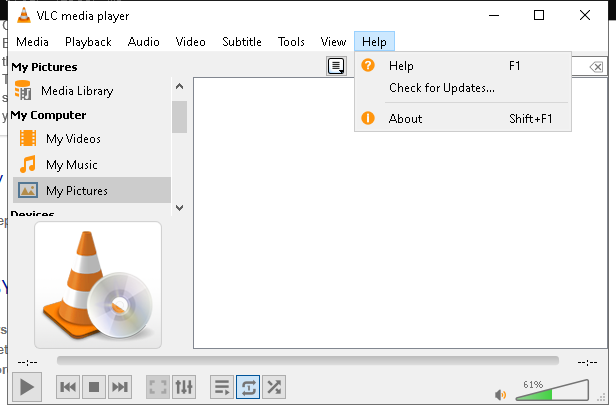 VLC media player
Media Playback Audio Video Subtitle Tools View Help
My Pictures
Media Library
My Computer
My Videos
My Music
My Pictures
Devices
Help F1
Check for Updates...
About Shift+F1
--:-- --:--
61%